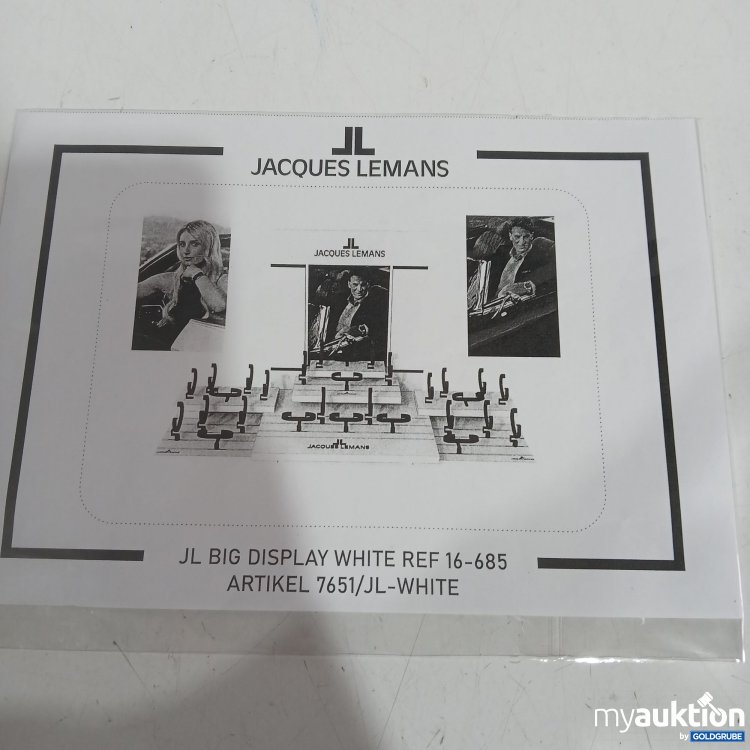 JL
JACQUES LEMANS
JL
JACQUES LEMANS
JACQUES LEMANS
JL BIG DISPLAY WHITE REF 16-685
ARTIKEL 7651/JL-WHITE
myauktion
by GOLDGRUBE